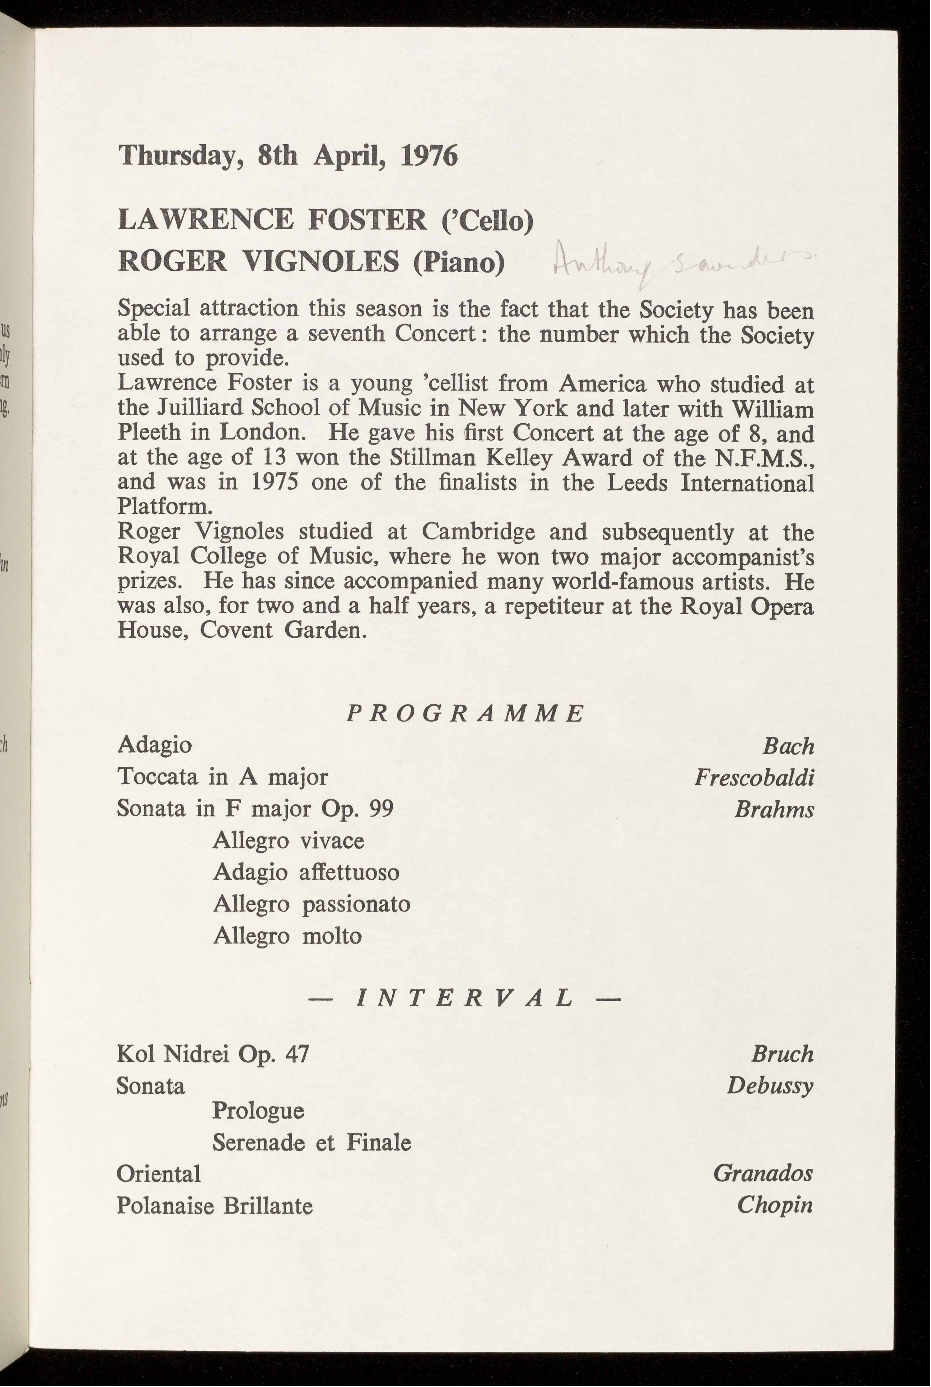 Thursday, 8th April, 1976
LAWRENCE FOSTER (’Cello)
ROGER VIGNOLES (Piano) Anthony Saunders.
Special attraction this season is the fact that the Society has been
able to arrange a seventh Concert: the number which the Society
used to provide.
Lawrence Foster is a young ’cellist from America who studied at
the Juilliard School of Music in New York and later with William
Pleeth in London. He gave his first Concert at the age of 8, and
at the age of 13 won the Stillman Kelley Award of the N.F.M.S.,
and was in 1975 one of the finalists in the Leeds International
Platform.
Roger Vignoles studied at Cambridge and subsequently at the
Royal College of Music, where he won two major accompanist’s
prizes. He has since accompanied many world-famous artists. He
was also, for two and a half years, a repetiteur at the Royal Opera
House, Covent Garden.
PROGRAMME
Adagio Bach
Toccata in A major Frescobaldi
Sonata in F major Op. 99 Brahms
Allegro vivace
Adagio affettuoso
Allegro passionato
Allegro molto
— INTERVAL —
Kol Nidrei Op. 47 Bruch
Sonata Debussy
Prologue
Serenade et Finale
Oriental Granados
Polanaise Brillante Chopin